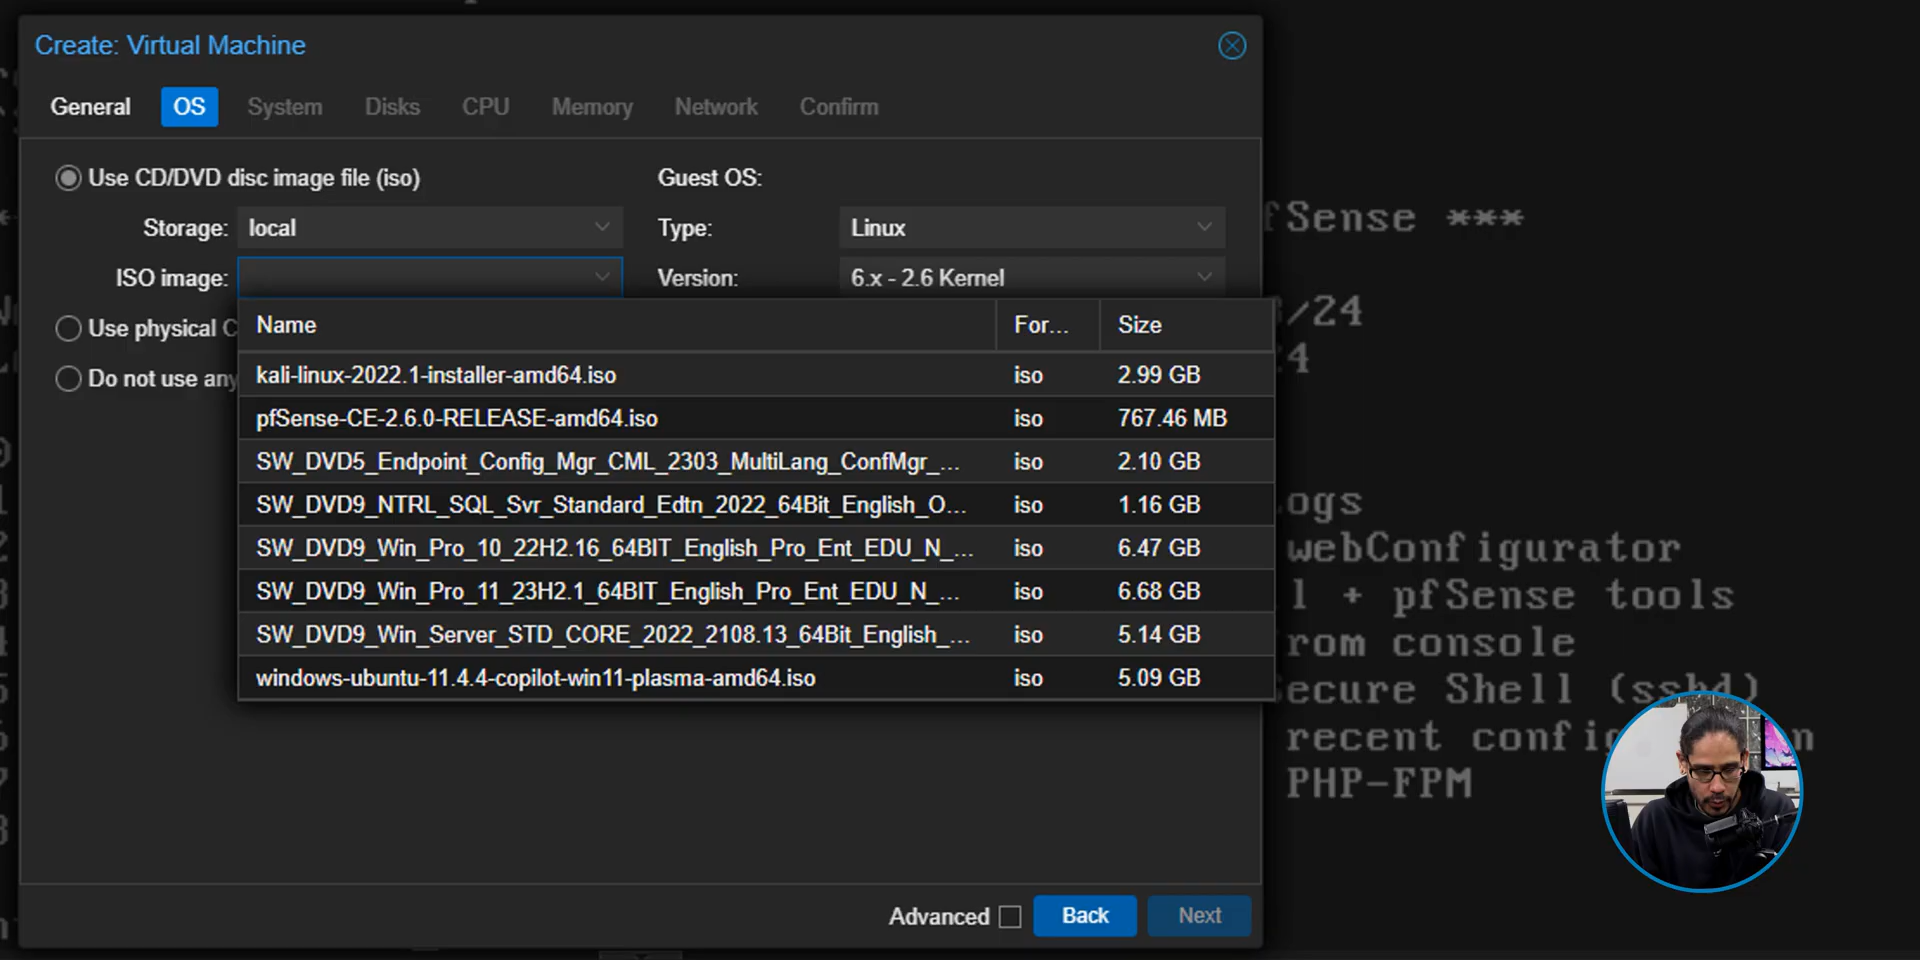 Create: Virtual Machine
General OS System Disks CPU Memory Network Confirm
Use CD/DVD disc image file (iso) Guest OS:
Storage: local Type: Linux
fSense ***
ISO image: Version: 6.x - 2.6 Kernel
Use physical C Name For... Size
/24
kali-linux-2022.1-installer-amd64.iso iso 2.99 GB
Do not use any
pfSense-CE-2.6.0-RELEASE-amd64.iso iso 767.46 MB
SW_DVD5_Endpoint_Config_Mgr_CML_2303_MultiLang_ConfMgr_... iso 2.10 GB
SW_DVD9_NTRL_SQL_Svr_Standard_Edtn_2022_64Bit_English_O... iso 1.16 GB
ogs
SW_DVD9_Win_Pro_10_22H2.16_64BIT_English_Pro_Ent_EDU_N_... iso 6.47 GB
webConfigurator
SW_DVD9_Win_Pro_11_23H2.1_64BIT_English_Pro_Ent_EDU_N_... iso 6.68 GB
l + pfSense tools
SW_DVD9_Win_Server_STD_CORE_2022_2108.13_64Bit_English_... iso 5.14 GB
rom console
windows-ubuntu-11.4.4-copilot-win11-plasma-amd64.iso iso 5.09 GB
ecure Shell (sshd)
recent config
PHP-FPM
Advanced Back Next